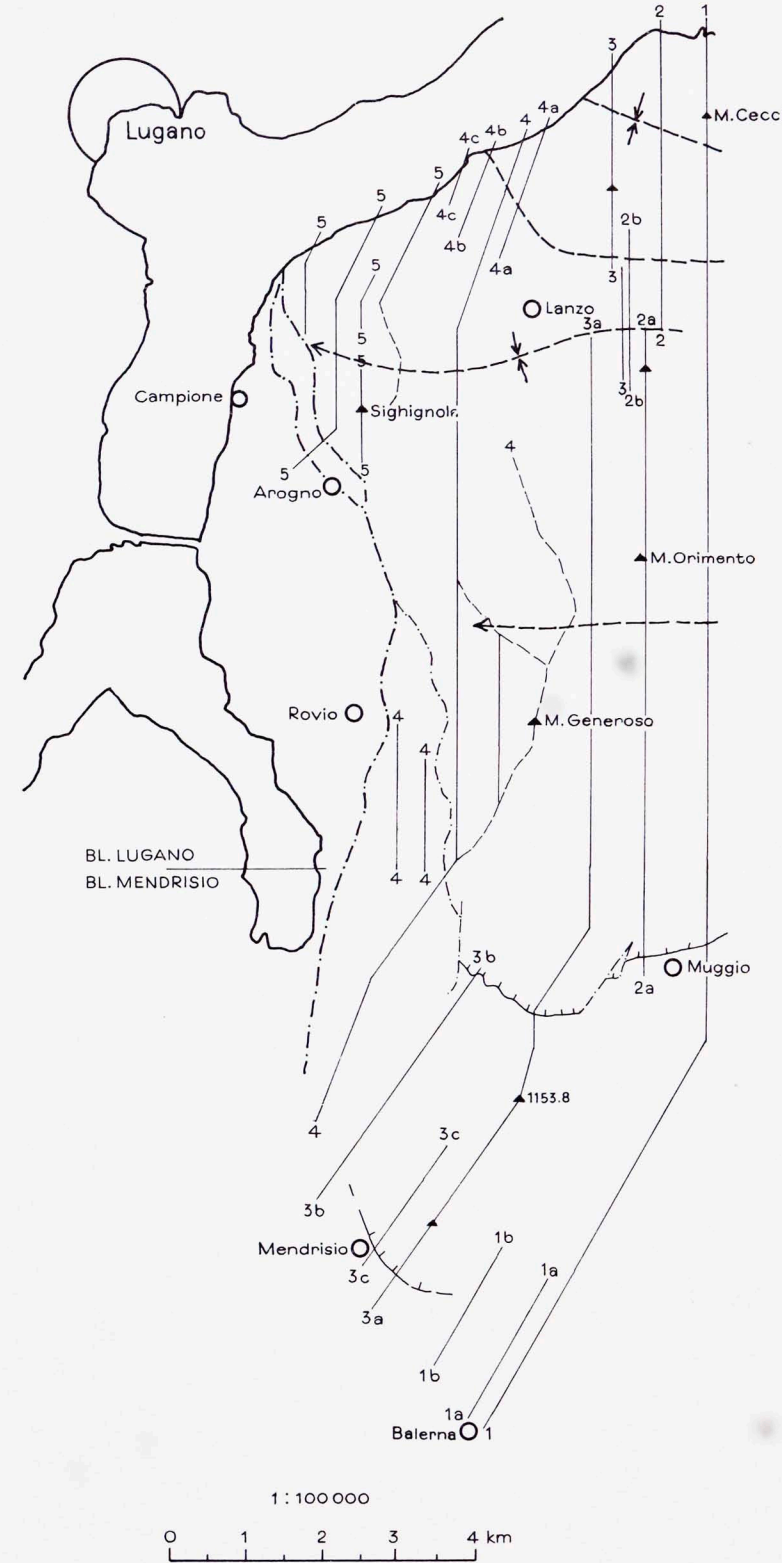 2
1
3
M.Cecc
4a
4
4b
4c
Lugano
5
5
5
4c
4b
4a
2b
3
5
Lanzo
3a
2a
2
5
5
3
2b
Campione
Sighignola
4
5
5
Arogno
M.Orimento
Rovio
4
M.Generoso
4
BL. LUGANO
BL. MENDRISIO
4
4
3b
Muggio
2a
1153.8
4
3c
3b
1b
Mendrisio
1a
3c
3a
1b
1a
Balerna
1
1:100 000
0 1 2 3 4 km